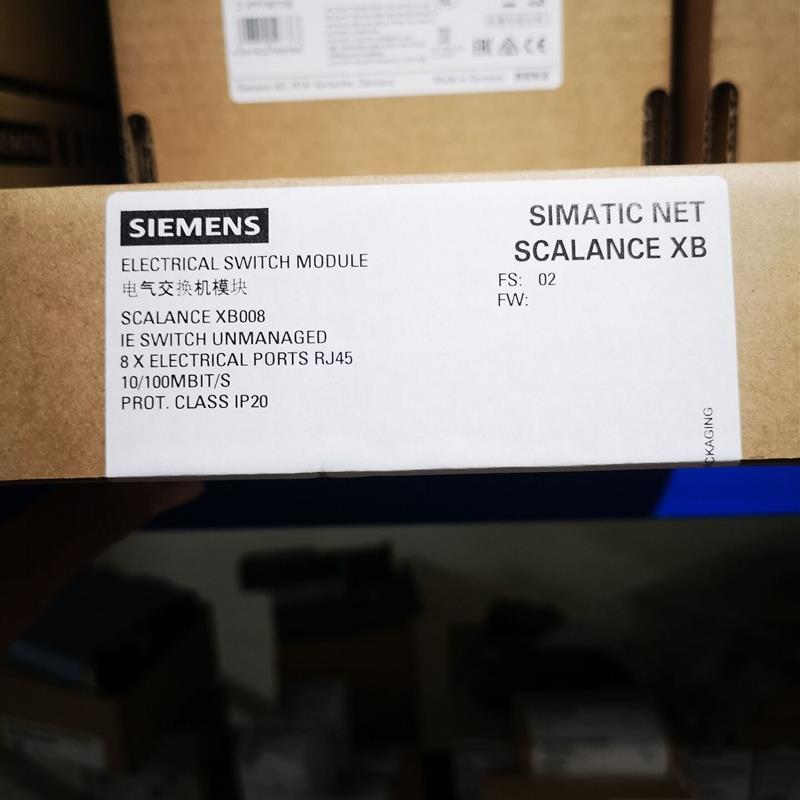 SIEMENS
SIMATIC NET
SCALANCE XB
ELECTRICAL SWITCH MODULE
电气交换机模块
FS: 02
FW:
SCALANCE XB008
IE SWITCH UNMANAGED
8 X ELECTRICAL PORTS RJ45
10/100MBIT/S
PROT. CLASS IP20
CKAGING
SIEMENS